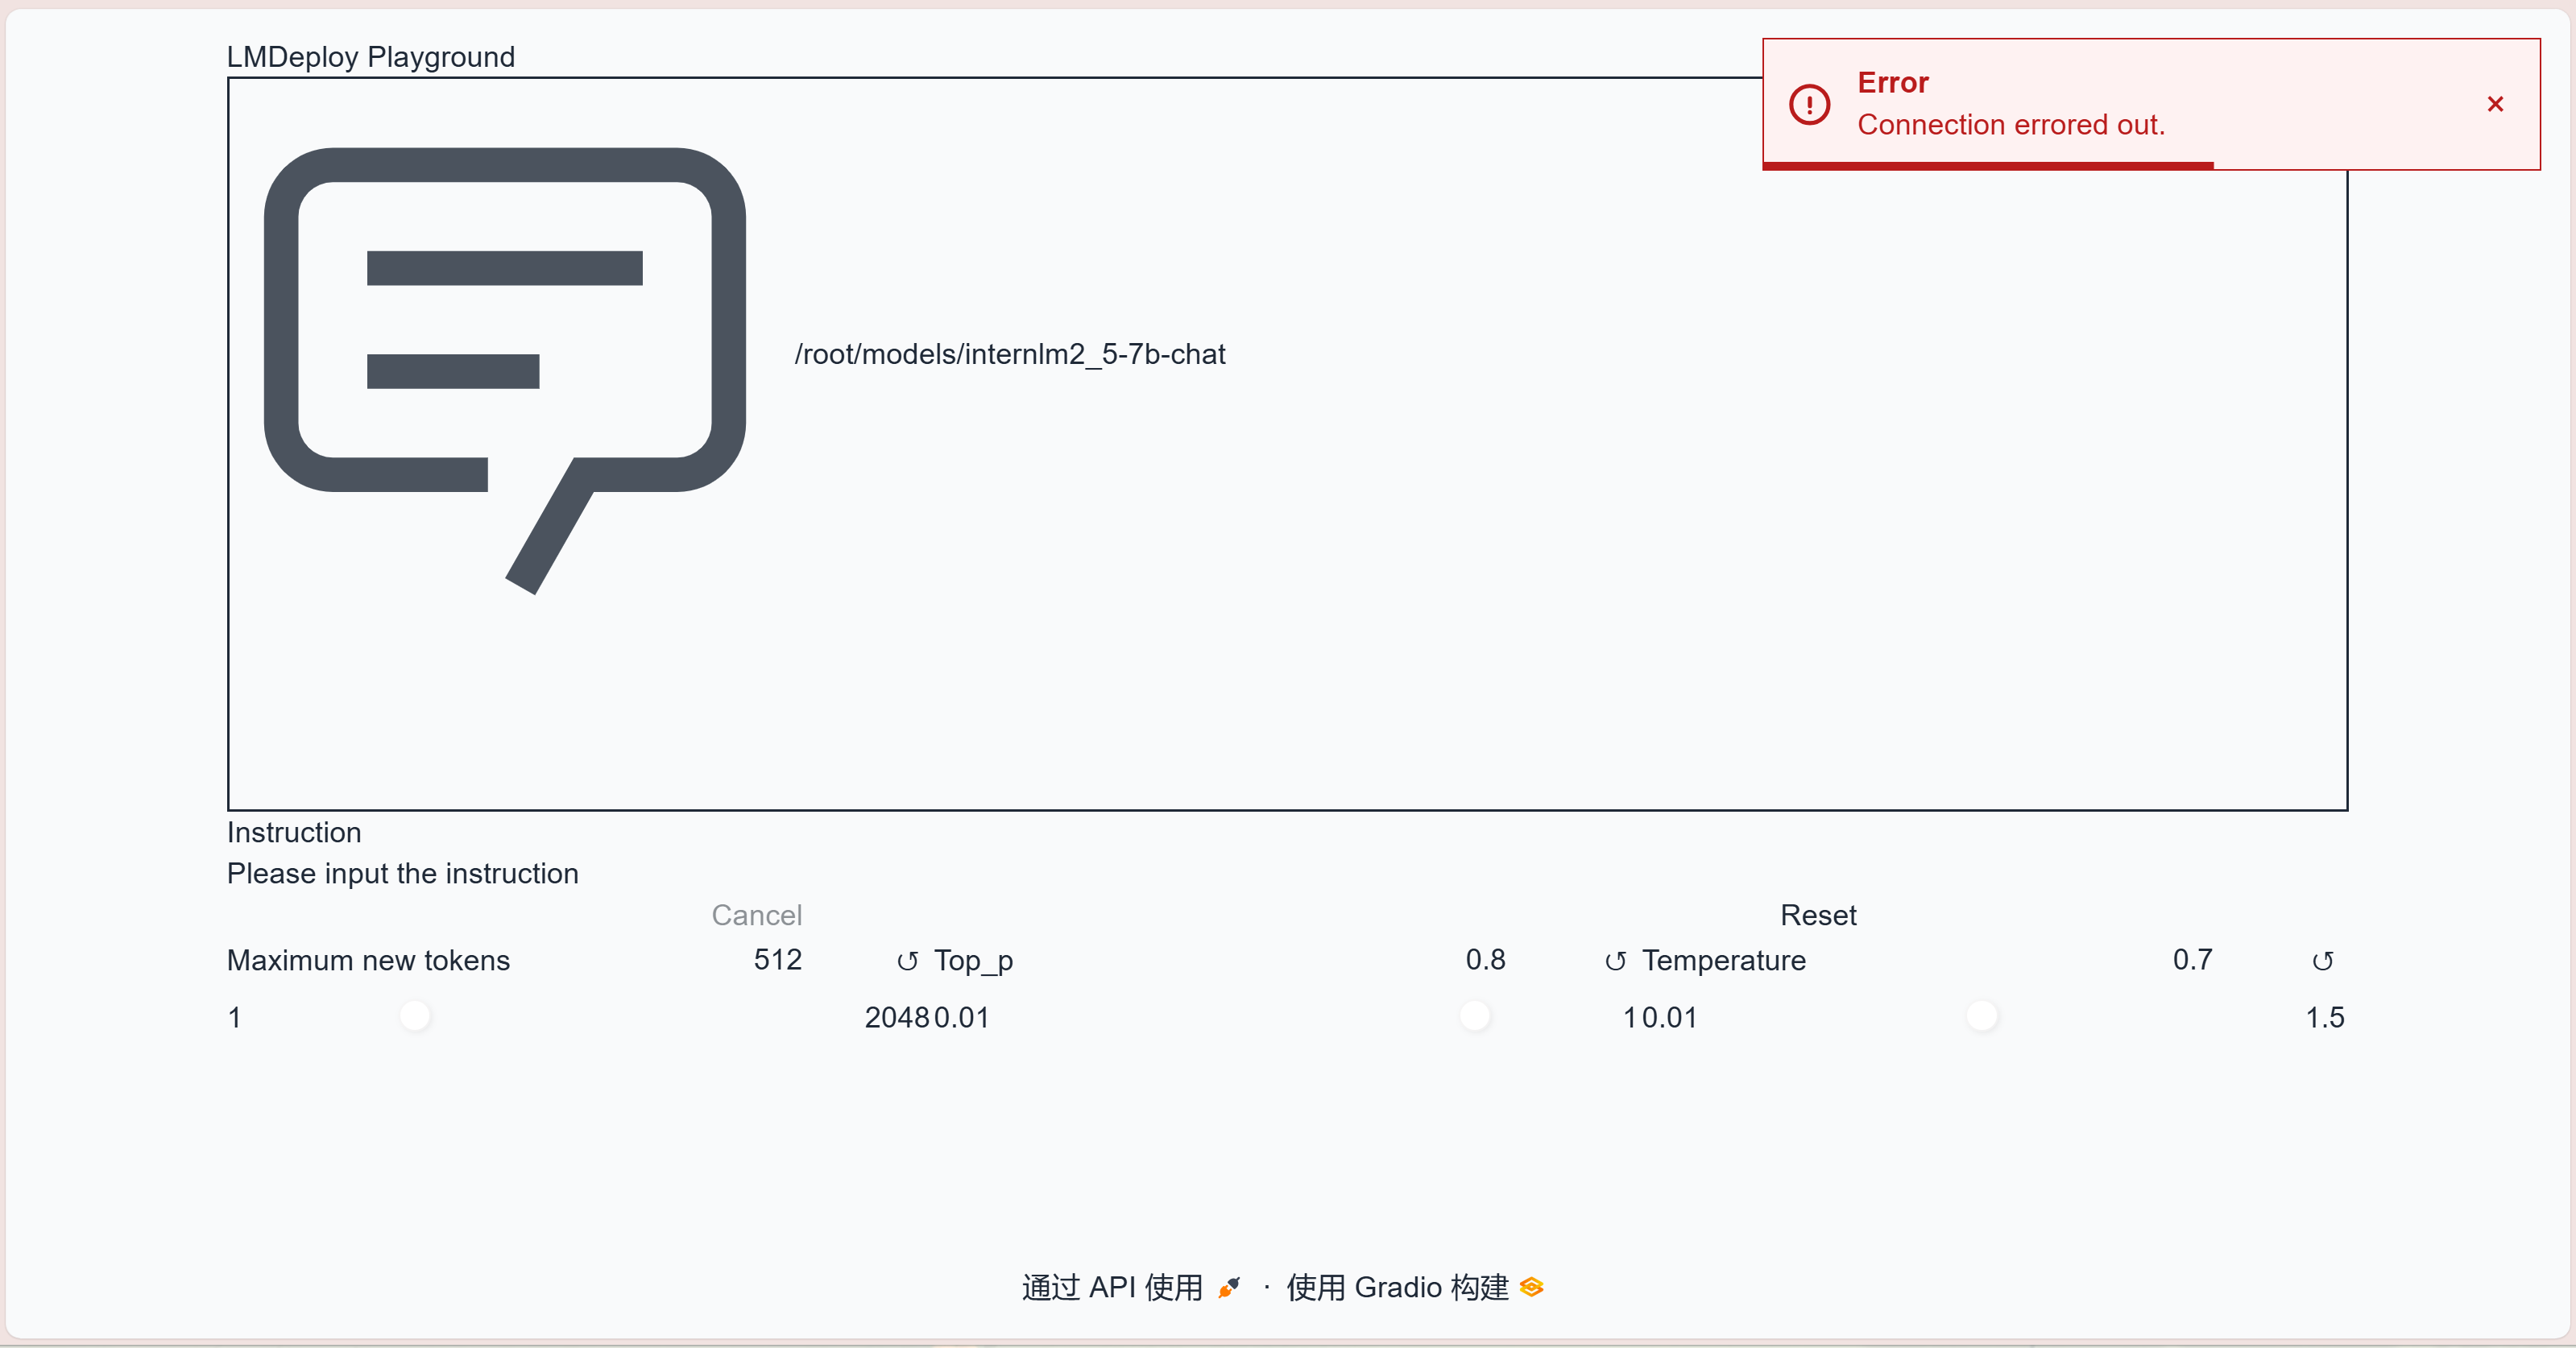 LMDeploy Playground
Error
Connection errored out.
/root/models/internlm2_5-7b-chat
Instruction
Please input the instruction
Cancel Reset
Maximum new tokens 512 ↺ Top_p 0.8 ↺ Temperature 0.7 ↺
1 2048 0.01 1 0.01 1.5
通过 API 使用 · 使用 Gradio 构建